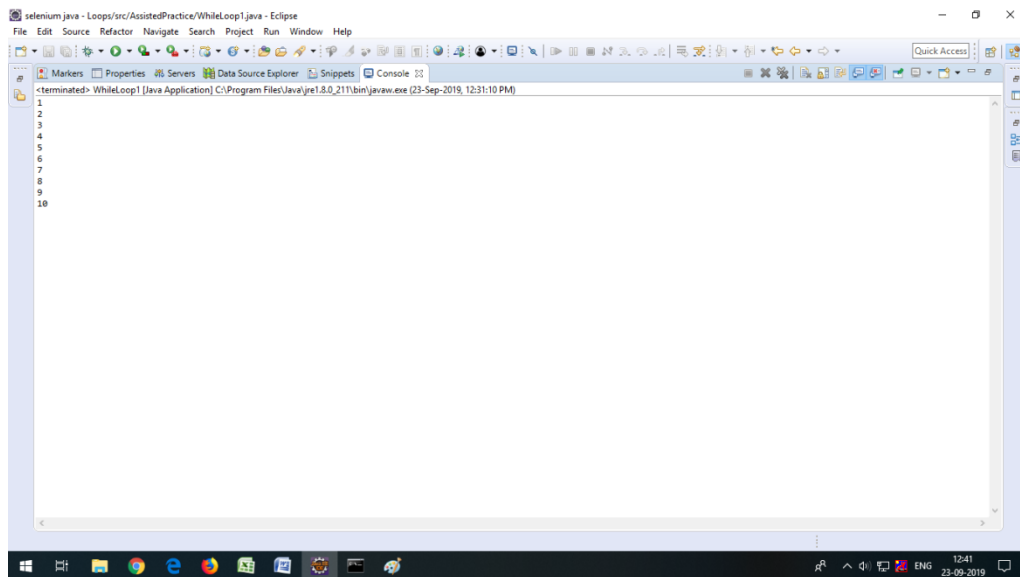 selenium java - Loops/src/AssistedPractice/WhileLoop1.java - Eclipse
File Edit Source Refactor Navigate Search Project Run Window Help
Quick Access
Markers Properties Servers Data Source Explorer Snippets Console
<terminated> WhileLoop1 [Java Application] C:\Program Files\Java\jre1.8.0_211\bin\javaw.exe (23-Sep-2019, 12:31:10 PM)
1
2
3
4
5
6
7
8
9
10
ENG
12:41
23-09-2019